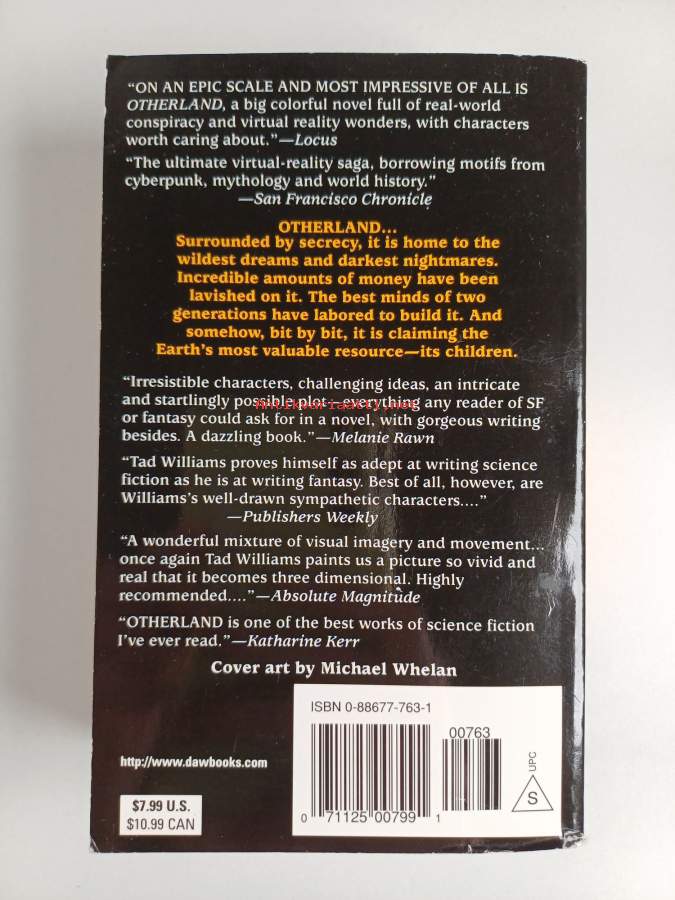 “ON AN EPIC SCALE AND MOST IMPRESSIVE OF ALL IS
OTHERLAND, a big colorful novel full of real-world
conspiracy and virtual reality wonders, with characters
worth caring about.”—Locus
“The ultimate virtual-reality saga, borrowing motifs from
cyberpunk, mythology and world history.”
—San Francisco Chronicle
OTHERLAND...
Surrounded by secrecy, it is home to the
wildest dreams and darkest nightmares.
Incredible amounts of money have been
lavished on it. The best minds of two
generations have labored to build it. And
somehow, bit by bit, it is claiming the
Earth’s most valuable resource—its children.
“Irresistible characters, challenging ideas, an intricate
and startlingly possible plot—everything any reader of SF
Antikvariaatti.net
or fantasy could ask for in a novel, with gorgeous writing
besides. A dazzling book.”—Melanie Rawn
“Tad Williams proves himself as adept at writing science
fiction as he is at writing fantasy. Best of all, however, are
Williams’s well-drawn sympathetic characters....”
—Publishers Weekly
“A wonderful mixture of visual imagery and movement...
once again Tad Williams paints us a picture so vivid and
real that it becomes three dimensional. Highly
recommended....”—Absolute Magnitude
“OTHERLAND is one of the best works of science fiction
I’ve ever read.”—Katharine Kerr
Cover art by Michael Whelan
ISBN 0-88677-763-1
00763
UPC
S
http://www.dawbooks.com
0 71125 00799 1
$7.99 U.S.
$10.99 CAN